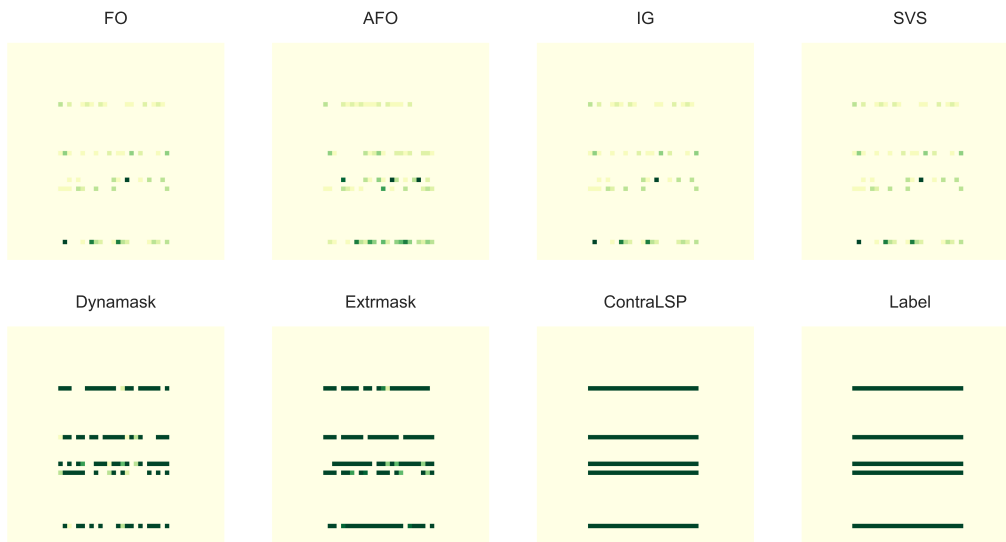 FO
AFO
IG
SVS
Dynamask
Extrmask
ContraLSP
Label